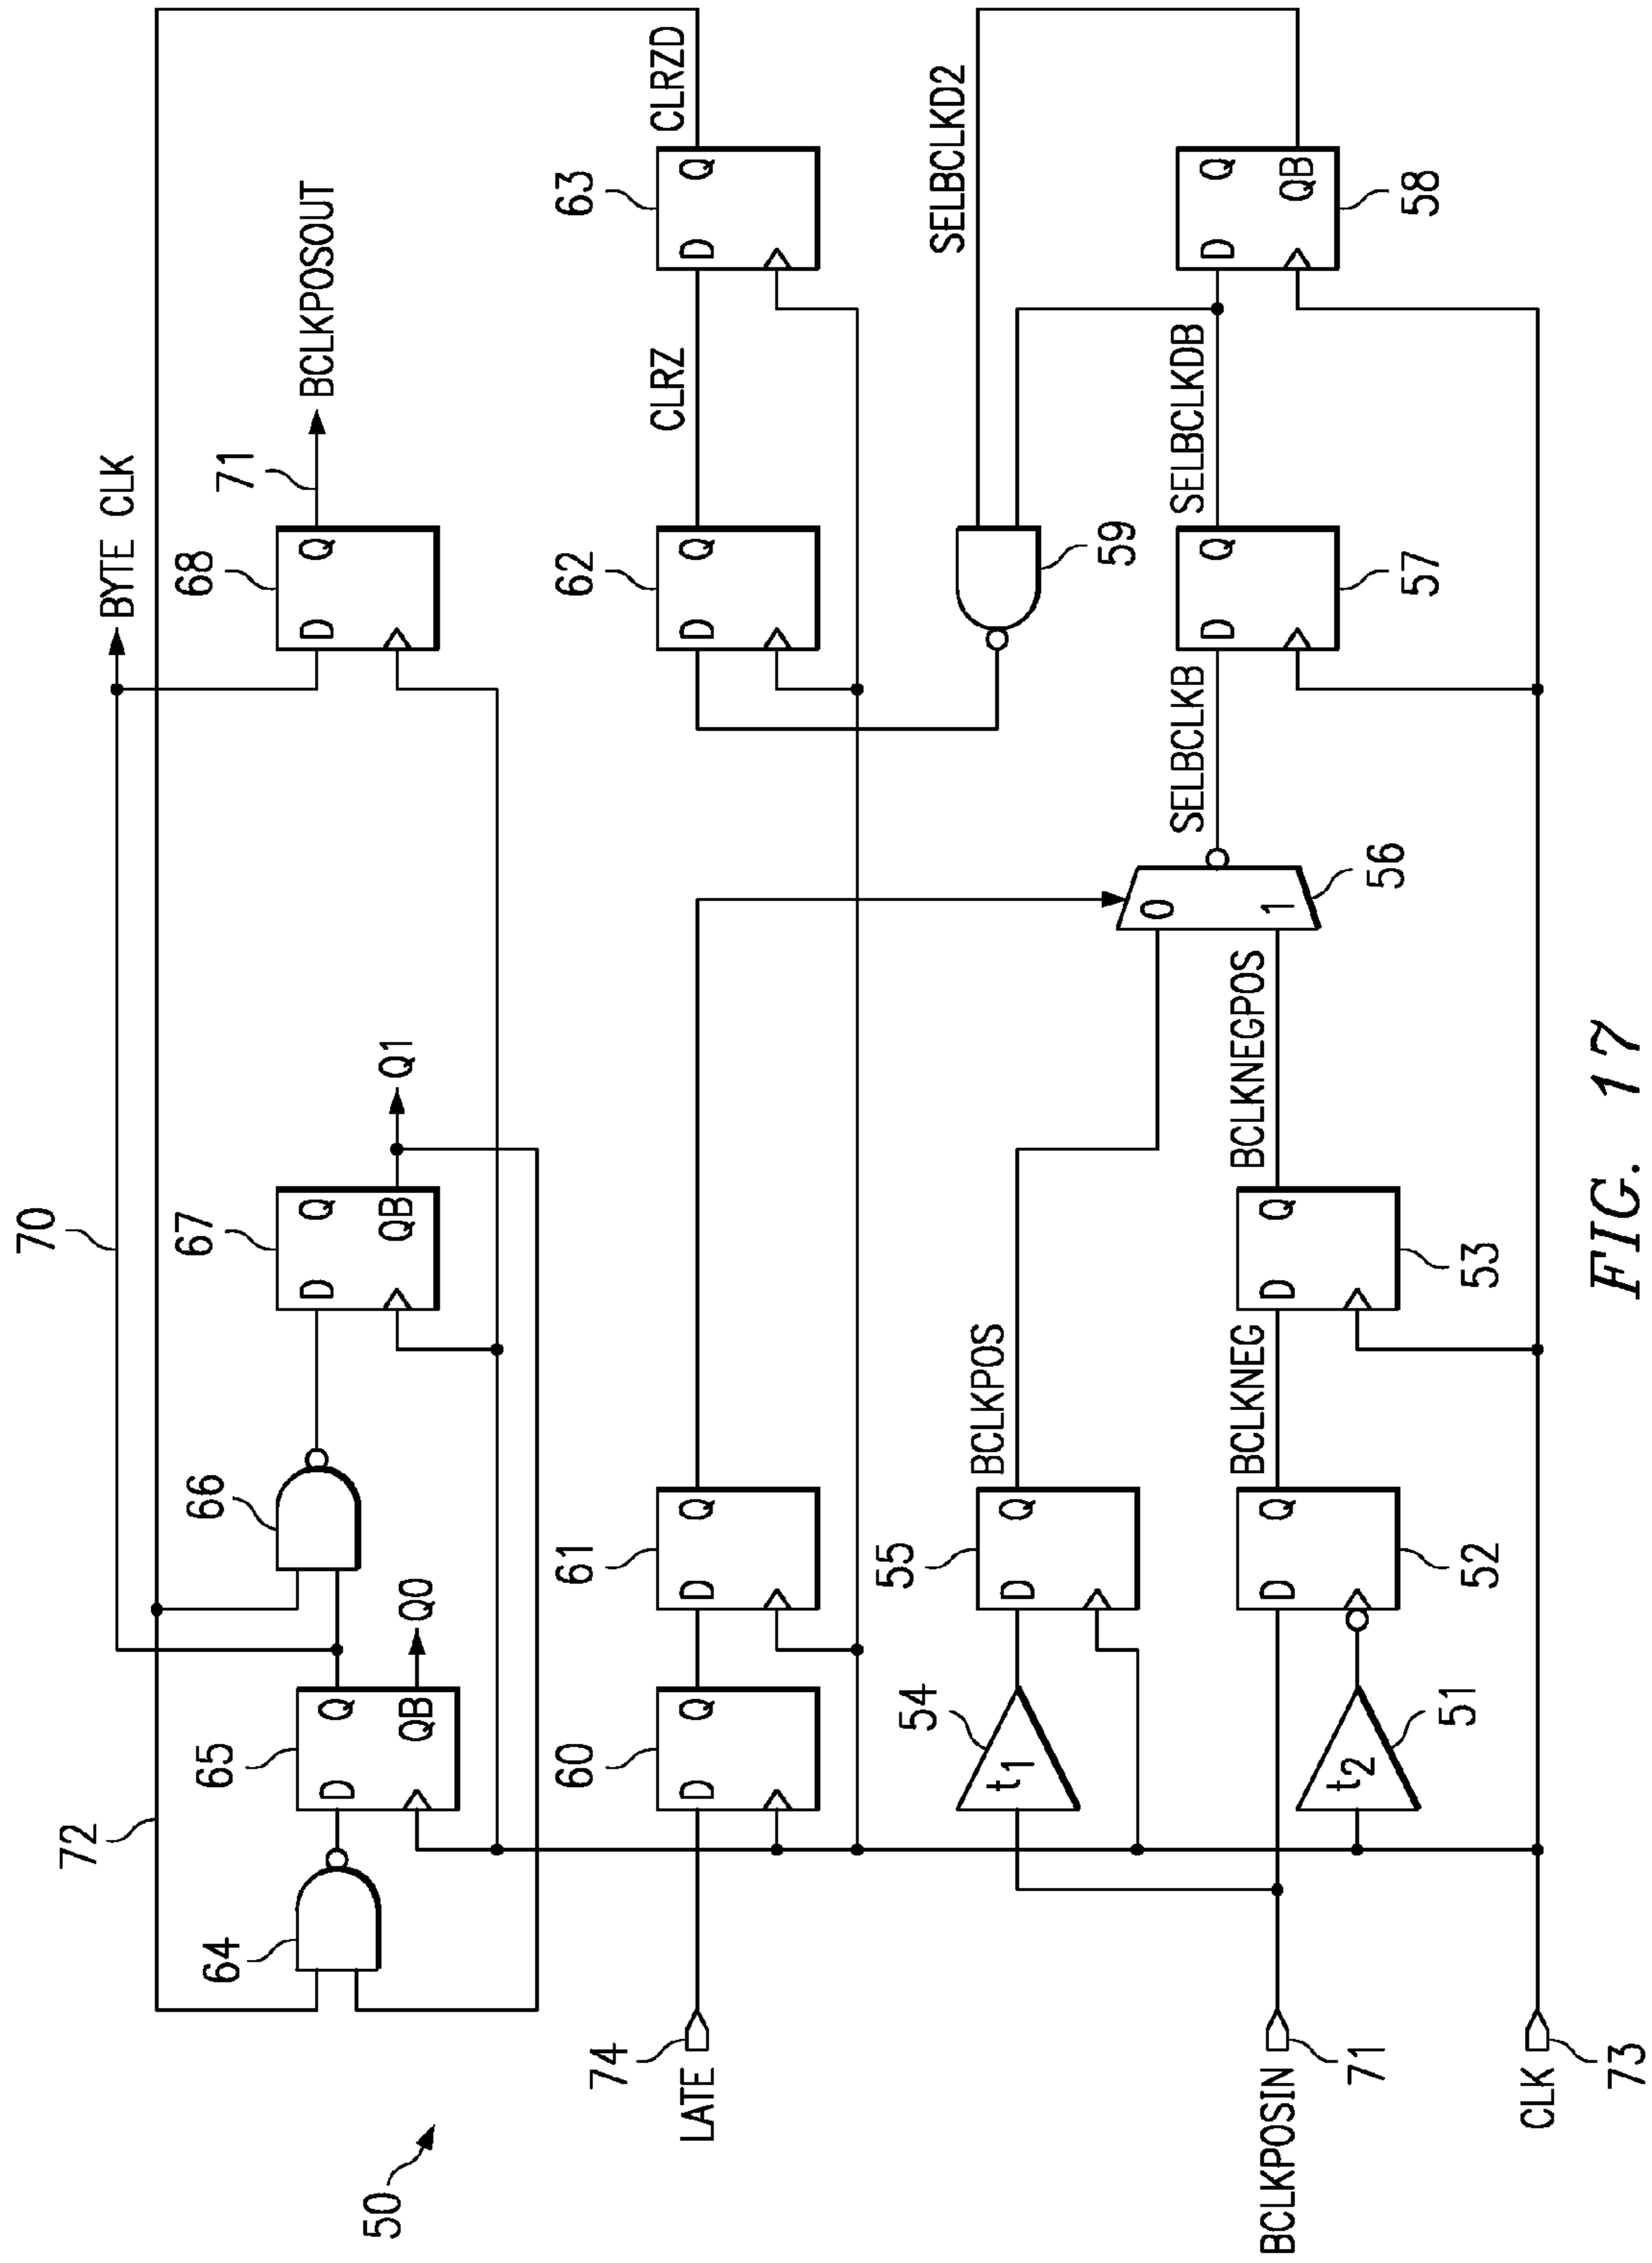 50
72
64
65
D
Q
QB
Q0
66
67
D
Q
QB
Q1
70
BYTE CLK
68
D
Q
71
BCLKPOSOUT
LATE
74
60
D
Q
61
D
Q
62
D
Q
CLRZ
63
D
Q
CLRZD
54
t1
55
D
Q
BCLKPOS
59
SELBCLKD2
BCLKPOSIN
71
51
t2
52
D
Q
BCLKNEG
53
D
Q
BCLKNEGPOS
0
1
56
SELBCLKB
57
D
Q
SELBCLKDB
58
D
Q
QB
CLK
73
FIG. 17